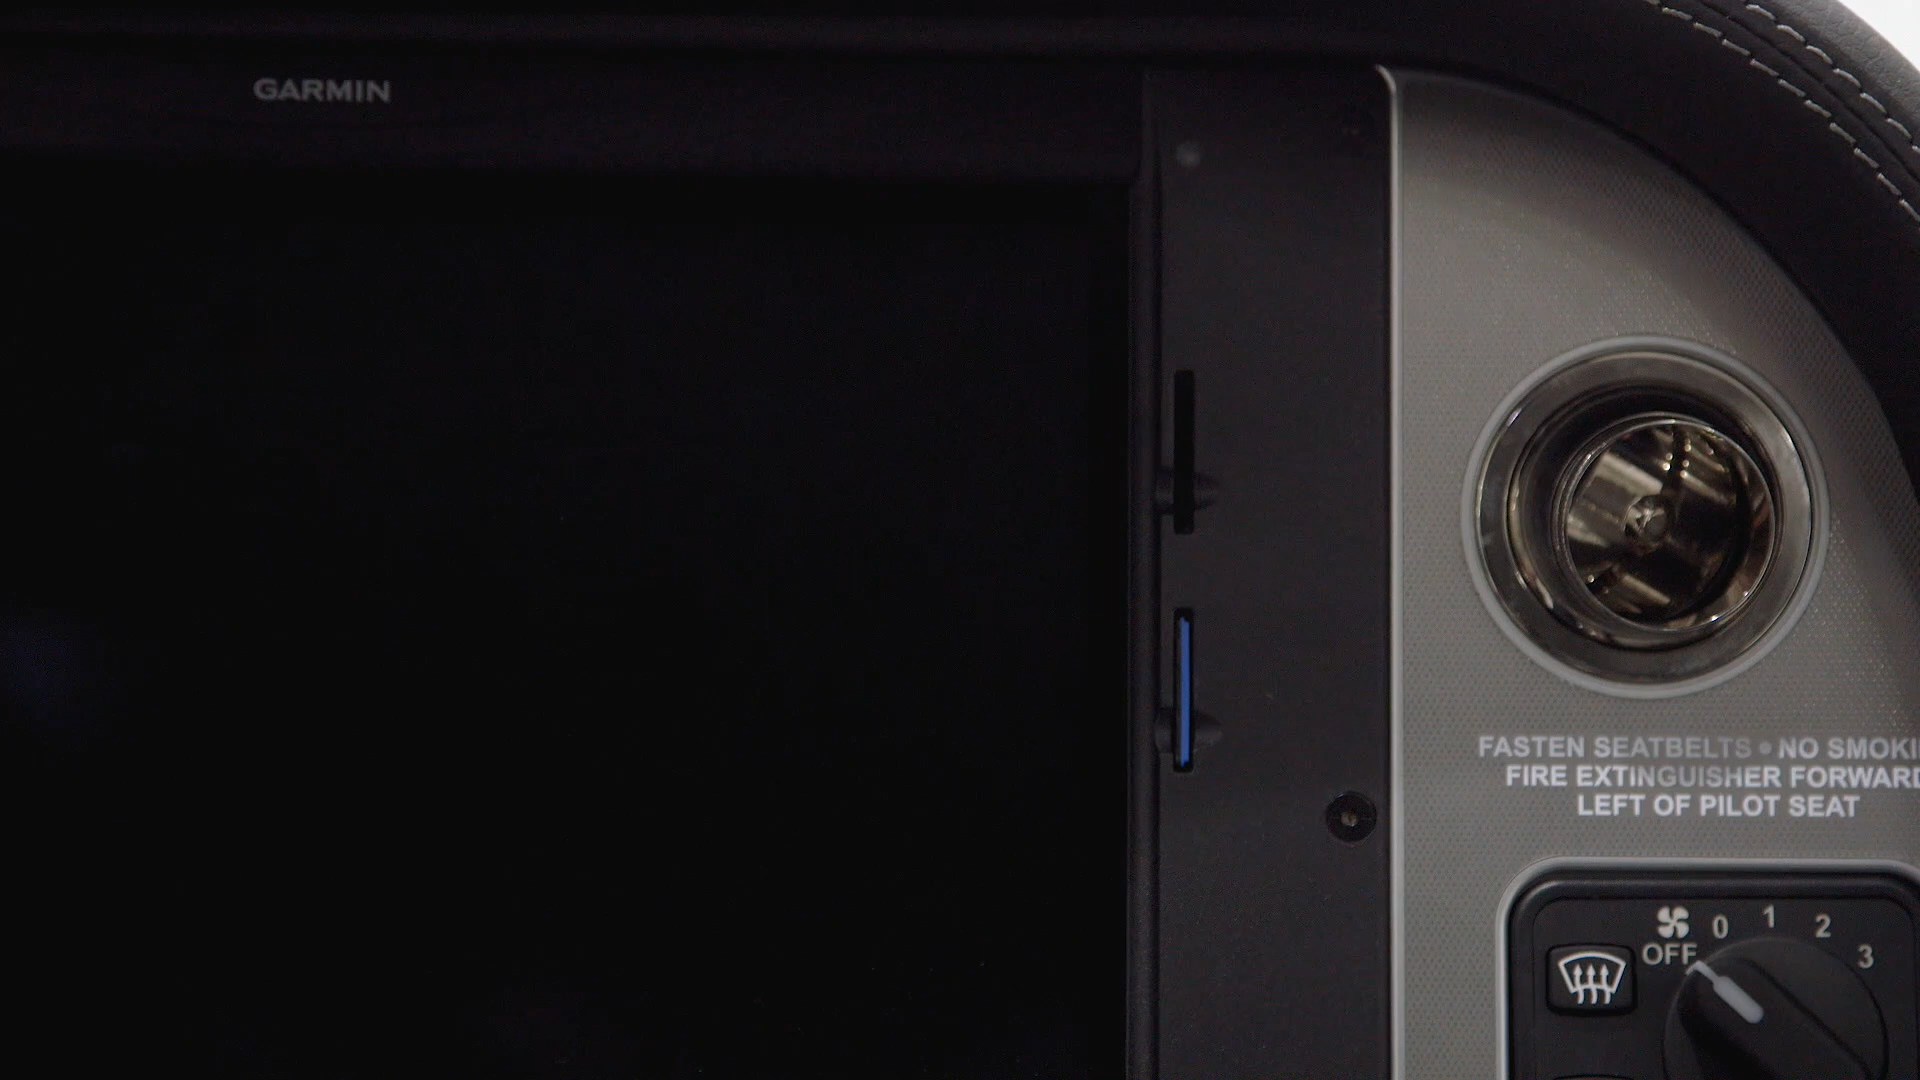 GARMIN
FASTEN SEATBELTS • NO SMOKI
FIRE EXTINGUISHER FORWARD
LEFT OF PILOT SEAT
0 1 2 3
OFF